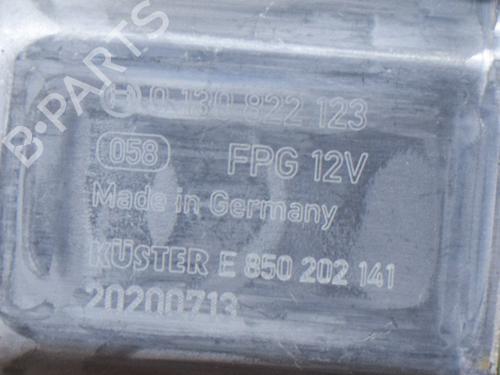 0 130 822 123
058 FPG 12V
Made in Germany
KÜSTER E 850 202 141
20200713
B-PARTS